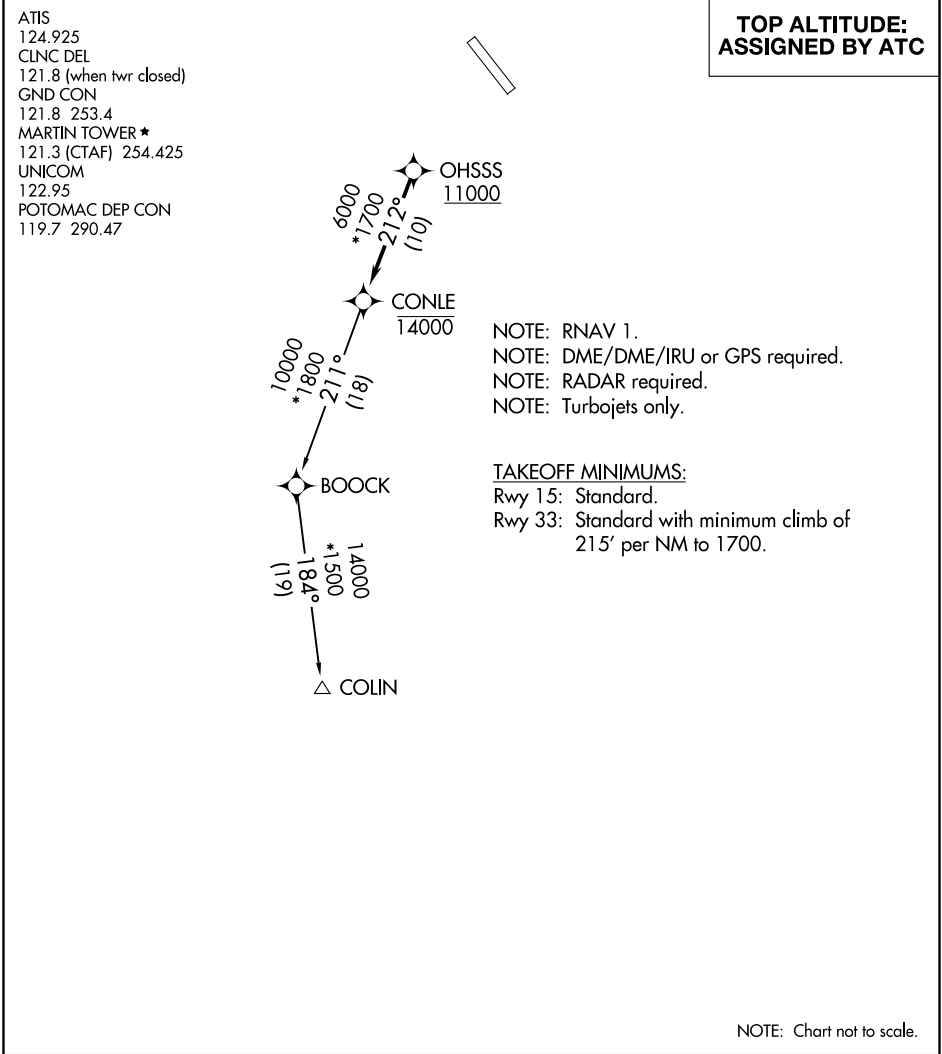 ATIS
124.925
CLNC DEL
121.8 (when twr closed)
GND CON
121.8 253.4
MARTIN TOWER ★
121.3 (CTAF) 254.425
UNICOM
122.95
POTOMAC DEP CON
119.7 290.47
TOP ALTITUDE:
ASSIGNED BY ATC
OHSSS
11000
6000
*1700
212°
(10)
CONLE
14000
10000
*1800
211°
(18)
BOOCK
14000
*1500
184°
(19)
COLIN
NOTE: RNAV 1.
NOTE: DME/DME/IRU or GPS required.
NOTE: RADAR required.
NOTE: Turbojets only.
TAKEOFF MINIMUMS:
Rwy 15: Standard.
Rwy 33: Standard with minimum climb of
215' per NM to 1700.
NOTE: Chart not to scale.